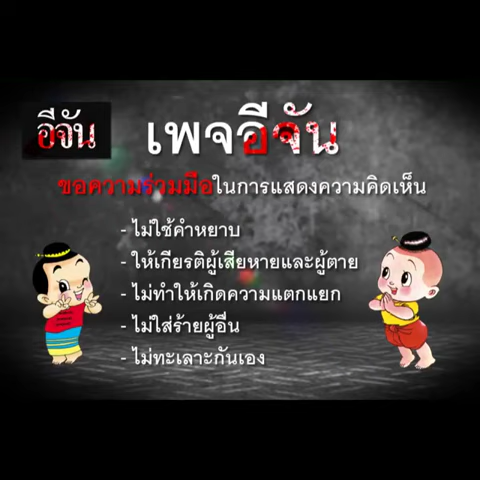 อีจัน
เพจอีจัน
ขอความร่วมมือในการแสดงความคิดเห็น
- ไม่ใช้คำหยาบ
- ให้เกียรติผู้เสียหายและผู้ตาย
- ไม่ทำให้เกิดความแตกแยก
- ไม่ใส่ร้ายผู้อื่น
- ไม่ทะเลาะกันเอง